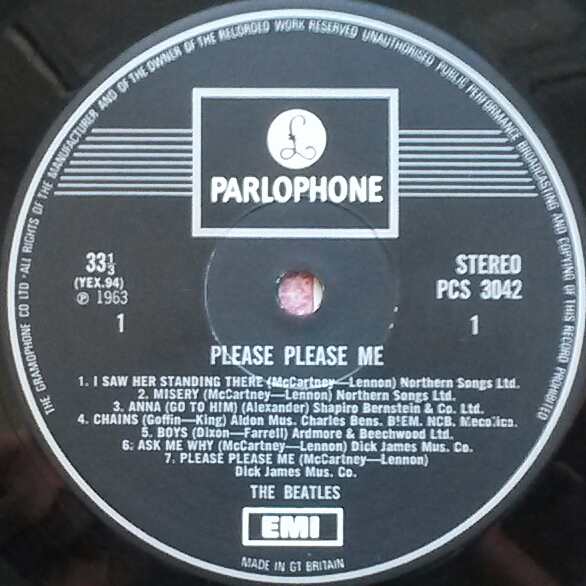 THE GRAMOPHONE CO LTD · ALL RIGHTS OF THE MANUFACTURER AND OF THE OWNER OF THE RECORDED WORK RESERVED UNAUTHORISED PUBLIC PERFORMANCE BROADCASTING AND COPYING OF THIS RECORD PROHIBITED
£
PARLOPHONE
33⅓
(YEX.94)
℗ 1963
1
STEREO
PCS 3042
1
PLEASE PLEASE ME
1. I SAW HER STANDING THERE (McCartney—Lennon) Northern Songs Ltd.
2. MISERY (McCartney—Lennon) Northern Songs Ltd.
3. ANNA (GO TO HIM) (Alexander) Shapiro Bernstein & Co. Ltd.
4. CHAINS (Goffin—King) Aldon Mus. Charles Bens. BIEM. NCB. Mecolico.
5. BOYS (Dixon—Farrell) Ardmore & Beechwood Ltd.
6. ASK ME WHY (McCartney—Lennon) Dick James Mus. Co.
7. PLEASE PLEASE ME (McCartney—Lennon)
Dick James Mus. Co.
THE BEATLES
EMI
MADE IN GT BRITAIN